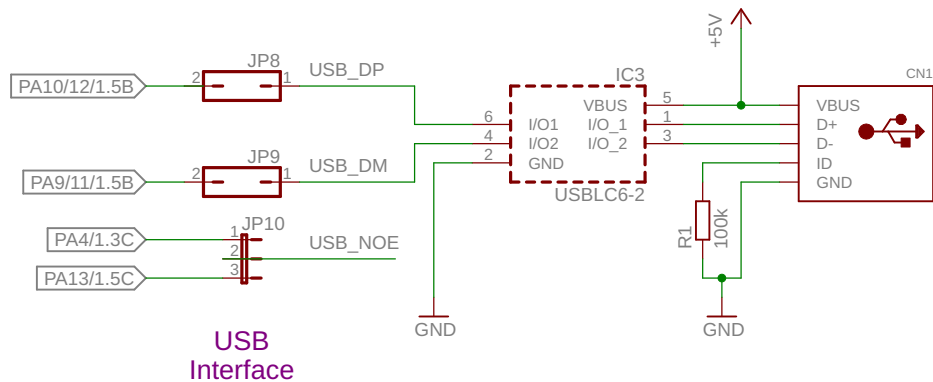 +5V
JP8
USB_DP
IC3
CN1
PA10/12/1.5B
2
1
VBUS
5
VBUS
6
I/O1
I/O_1
1
D+
4
I/O2
I/O_2
3
D-
2
GND
ID
JP9
USB_DM
USBLC6-2
GND
PA9/11/1.5B
2
1
R1
100k
JP10
PA4/1.3C
1
USB_NOE
2
PA13/1.5C
3
GND
GND
USB
Interface